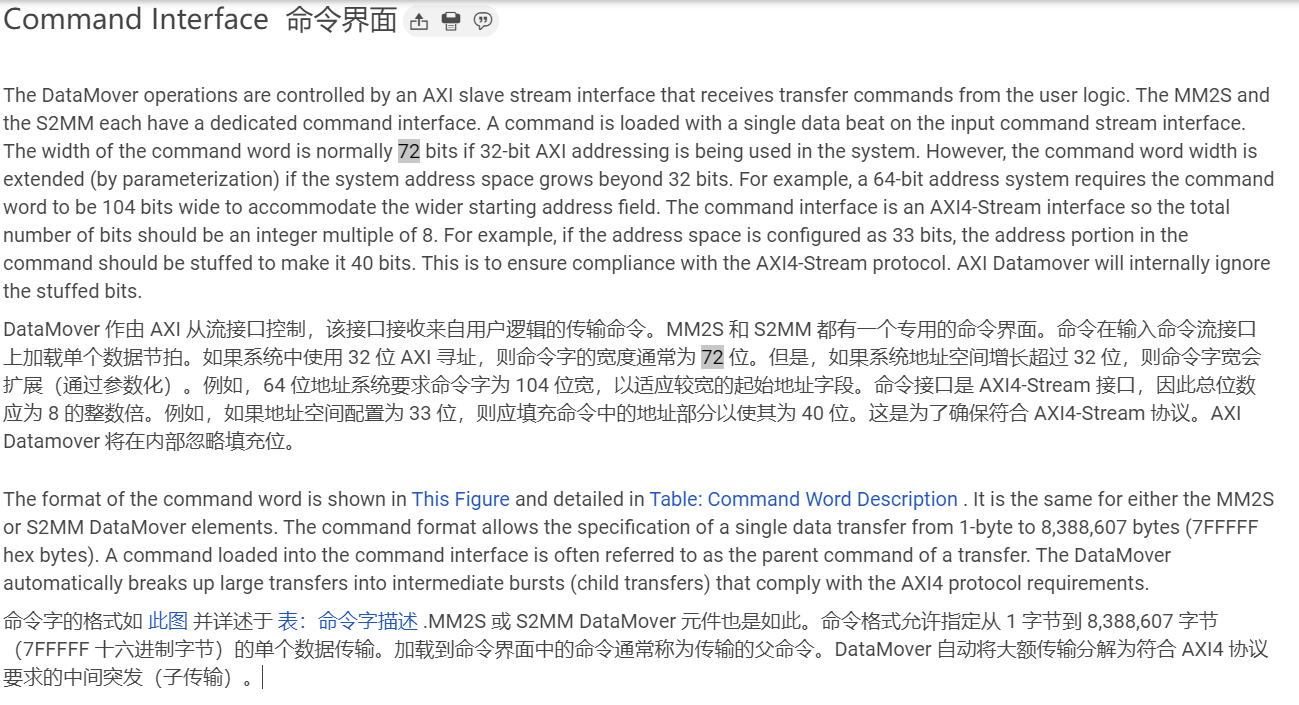 Command Interface 命令界面
The DataMover operations are controlled by an AXI slave stream interface that receives transfer commands from the user logic. The MM2S and
the S2MM each have a dedicated command interface. A command is loaded with a single data beat on the input command stream interface.
The width of the command word is normally 72 bits if 32-bit AXI addressing is being used in the system. However, the command word width is
extended (by parameterization) if the system address space grows beyond 32 bits. For example, a 64-bit address system requires the command
word to be 104 bits wide to accommodate the wider starting address field. The command interface is an AXI4-Stream interface so the total
number of bits should be an integer multiple of 8. For example, if the address space is configured as 33 bits, the address portion in the
command should be stuffed to make it 40 bits. This is to ensure compliance with the AXI4-Stream protocol. AXI Datamover will internally ignore
the stuffed bits.
DataMover 作由 AXI 从流接口控制，该接口接收来自用户逻辑的传输命令。MM2S 和 S2MM 都有一个专用的命令界面。命令在输入命令流接口
上加载单个数据节拍。如果系统中使用 32 位 AXI 寻址，则命令字的宽度通常为 72 位。但是，如果系统地址空间增长超过 32 位，则命令字宽会
扩展（通过参数化）。例如，64 位地址系统要求命令字为 104 位宽，以适应较宽的起始地址字段。命令接口是 AXI4-Stream 接口，因此总位数
应为 8 的整数倍。例如，如果地址空间配置为 33 位，则应填充命令中的地址部分以使其为 40 位。这是为了确保符合 AXI4-Stream 协议。AXI
Datamover 将在内部忽略填充位。
The format of the command word is shown in This Figure and detailed in Table: Command Word Description . It is the same for either the MM2S
or S2MM DataMover elements. The command format allows the specification of a single data transfer from 1-byte to 8,388,607 bytes (7FFFFF
hex bytes). A command loaded into the command interface is often referred to as the parent command of a transfer. The DataMover
automatically breaks up large transfers into intermediate bursts (child transfers) that comply with the AXI4 protocol requirements.
命令字的格式如 此图 并详述于 表：命令字描述 .MM2S 或 S2MM DataMover 元件也是如此。命令格式允许指定从 1 字节到 8,388,607 字节
（7FFFFF 十六进制字节）的单个数据传输。加载到命令界面中的命令通常称为传输的父命令。DataMover 自动将大额传输分解为符合 AXI4 协议
要求的中间突发（子传输）。